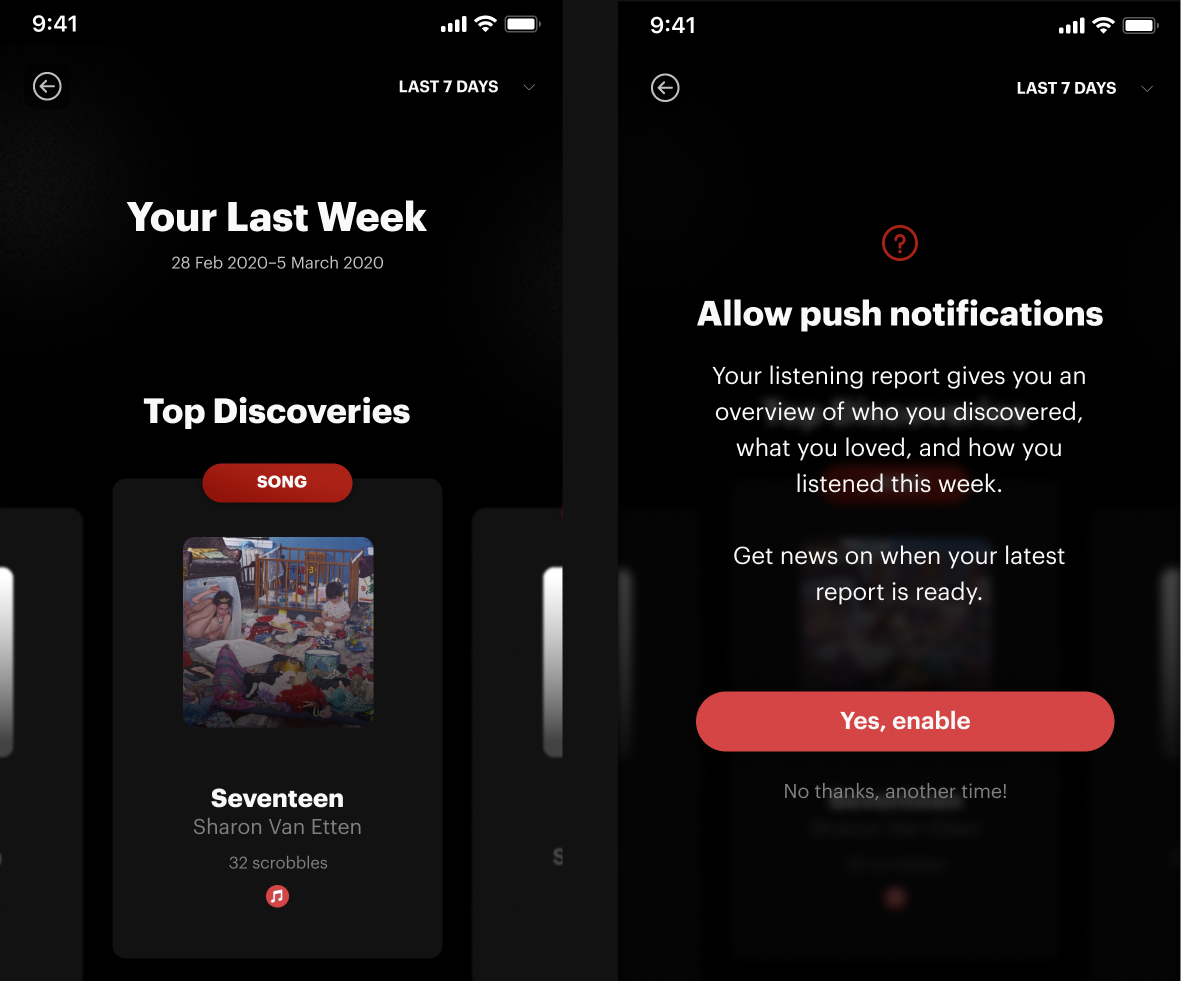 9:41
LAST 7 DAYS
Your Last Week
28 Feb 2020–5 March 2020
Top Discoveries
SONG
Seventeen
Sharon Van Etten
32 scrobbles
9:41
LAST 7 DAYS
?
Allow push notifications
Your listening report gives you an
overview of who you discovered,
what you loved, and how you
listened this week.
Get news on when your latest
report is ready.
Yes, enable
No thanks, another time!